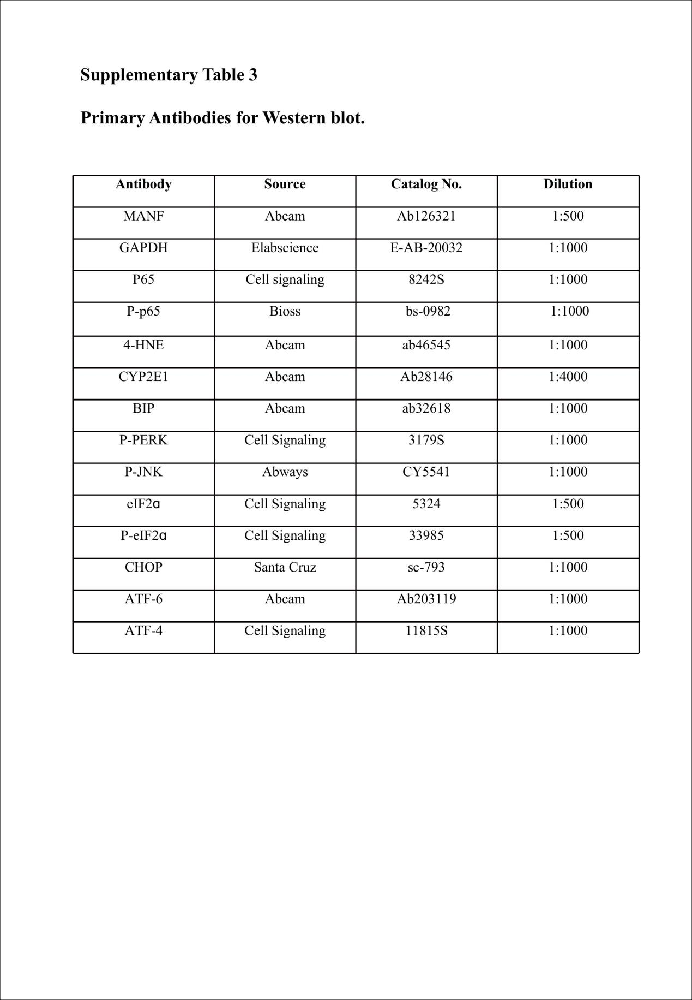 Supplementary Table 3
Primary Antibodies for Western blot.
Antibody Source Catalog No. Dilution
MANF Abcam Ab126321 1:500
GAPDH Elabscience E-AB-20032 1:1000
P65 Cell signaling 8242S 1:1000
P-p65 Bioss bs-0982 1:1000
4-HNE Abcam ab46545 1:1000
CYP2E1 Abcam Ab28146 1:4000
BIP Abcam ab32618 1:1000
P-PERK Cell Signaling 3179S 1:1000
P-JNK Abways CY5541 1:1000
eIF2α Cell Signaling 5324 1:500
P-eIF2α Cell Signaling 33985 1:500
CHOP Santa Cruz sc-793 1:1000
ATF-6 Abcam Ab203119 1:1000
ATF-4 Cell Signaling 11815S 1:1000